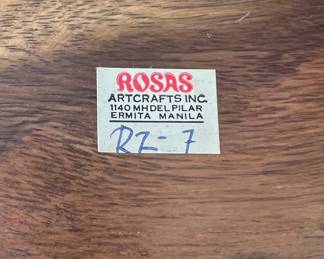 ROSAS
ARTCRAFTS INC.
1140 MH DEL PILAR
ERMITA MANILA
RZ- 7